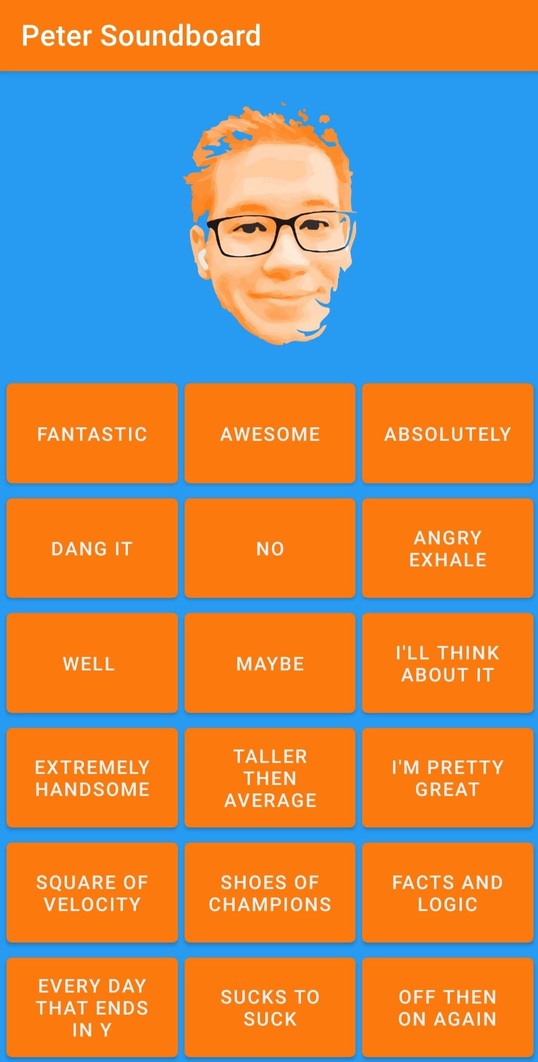 Peter Soundboard
FANTASTIC
AWESOME
ABSOLUTELY
DANG IT
NO
ANGRY
EXHALE
WELL
MAYBE
I'LL THINK
ABOUT IT
EXTREMELY
HANDSOME
TALLER
THEN
AVERAGE
I'M PRETTY
GREAT
SQUARE OF
VELOCITY
SHOES OF
CHAMPIONS
FACTS AND
LOGIC
EVERY DAY
THAT ENDS
IN Y
SUCKS TO
SUCK
OFF THEN
ON AGAIN